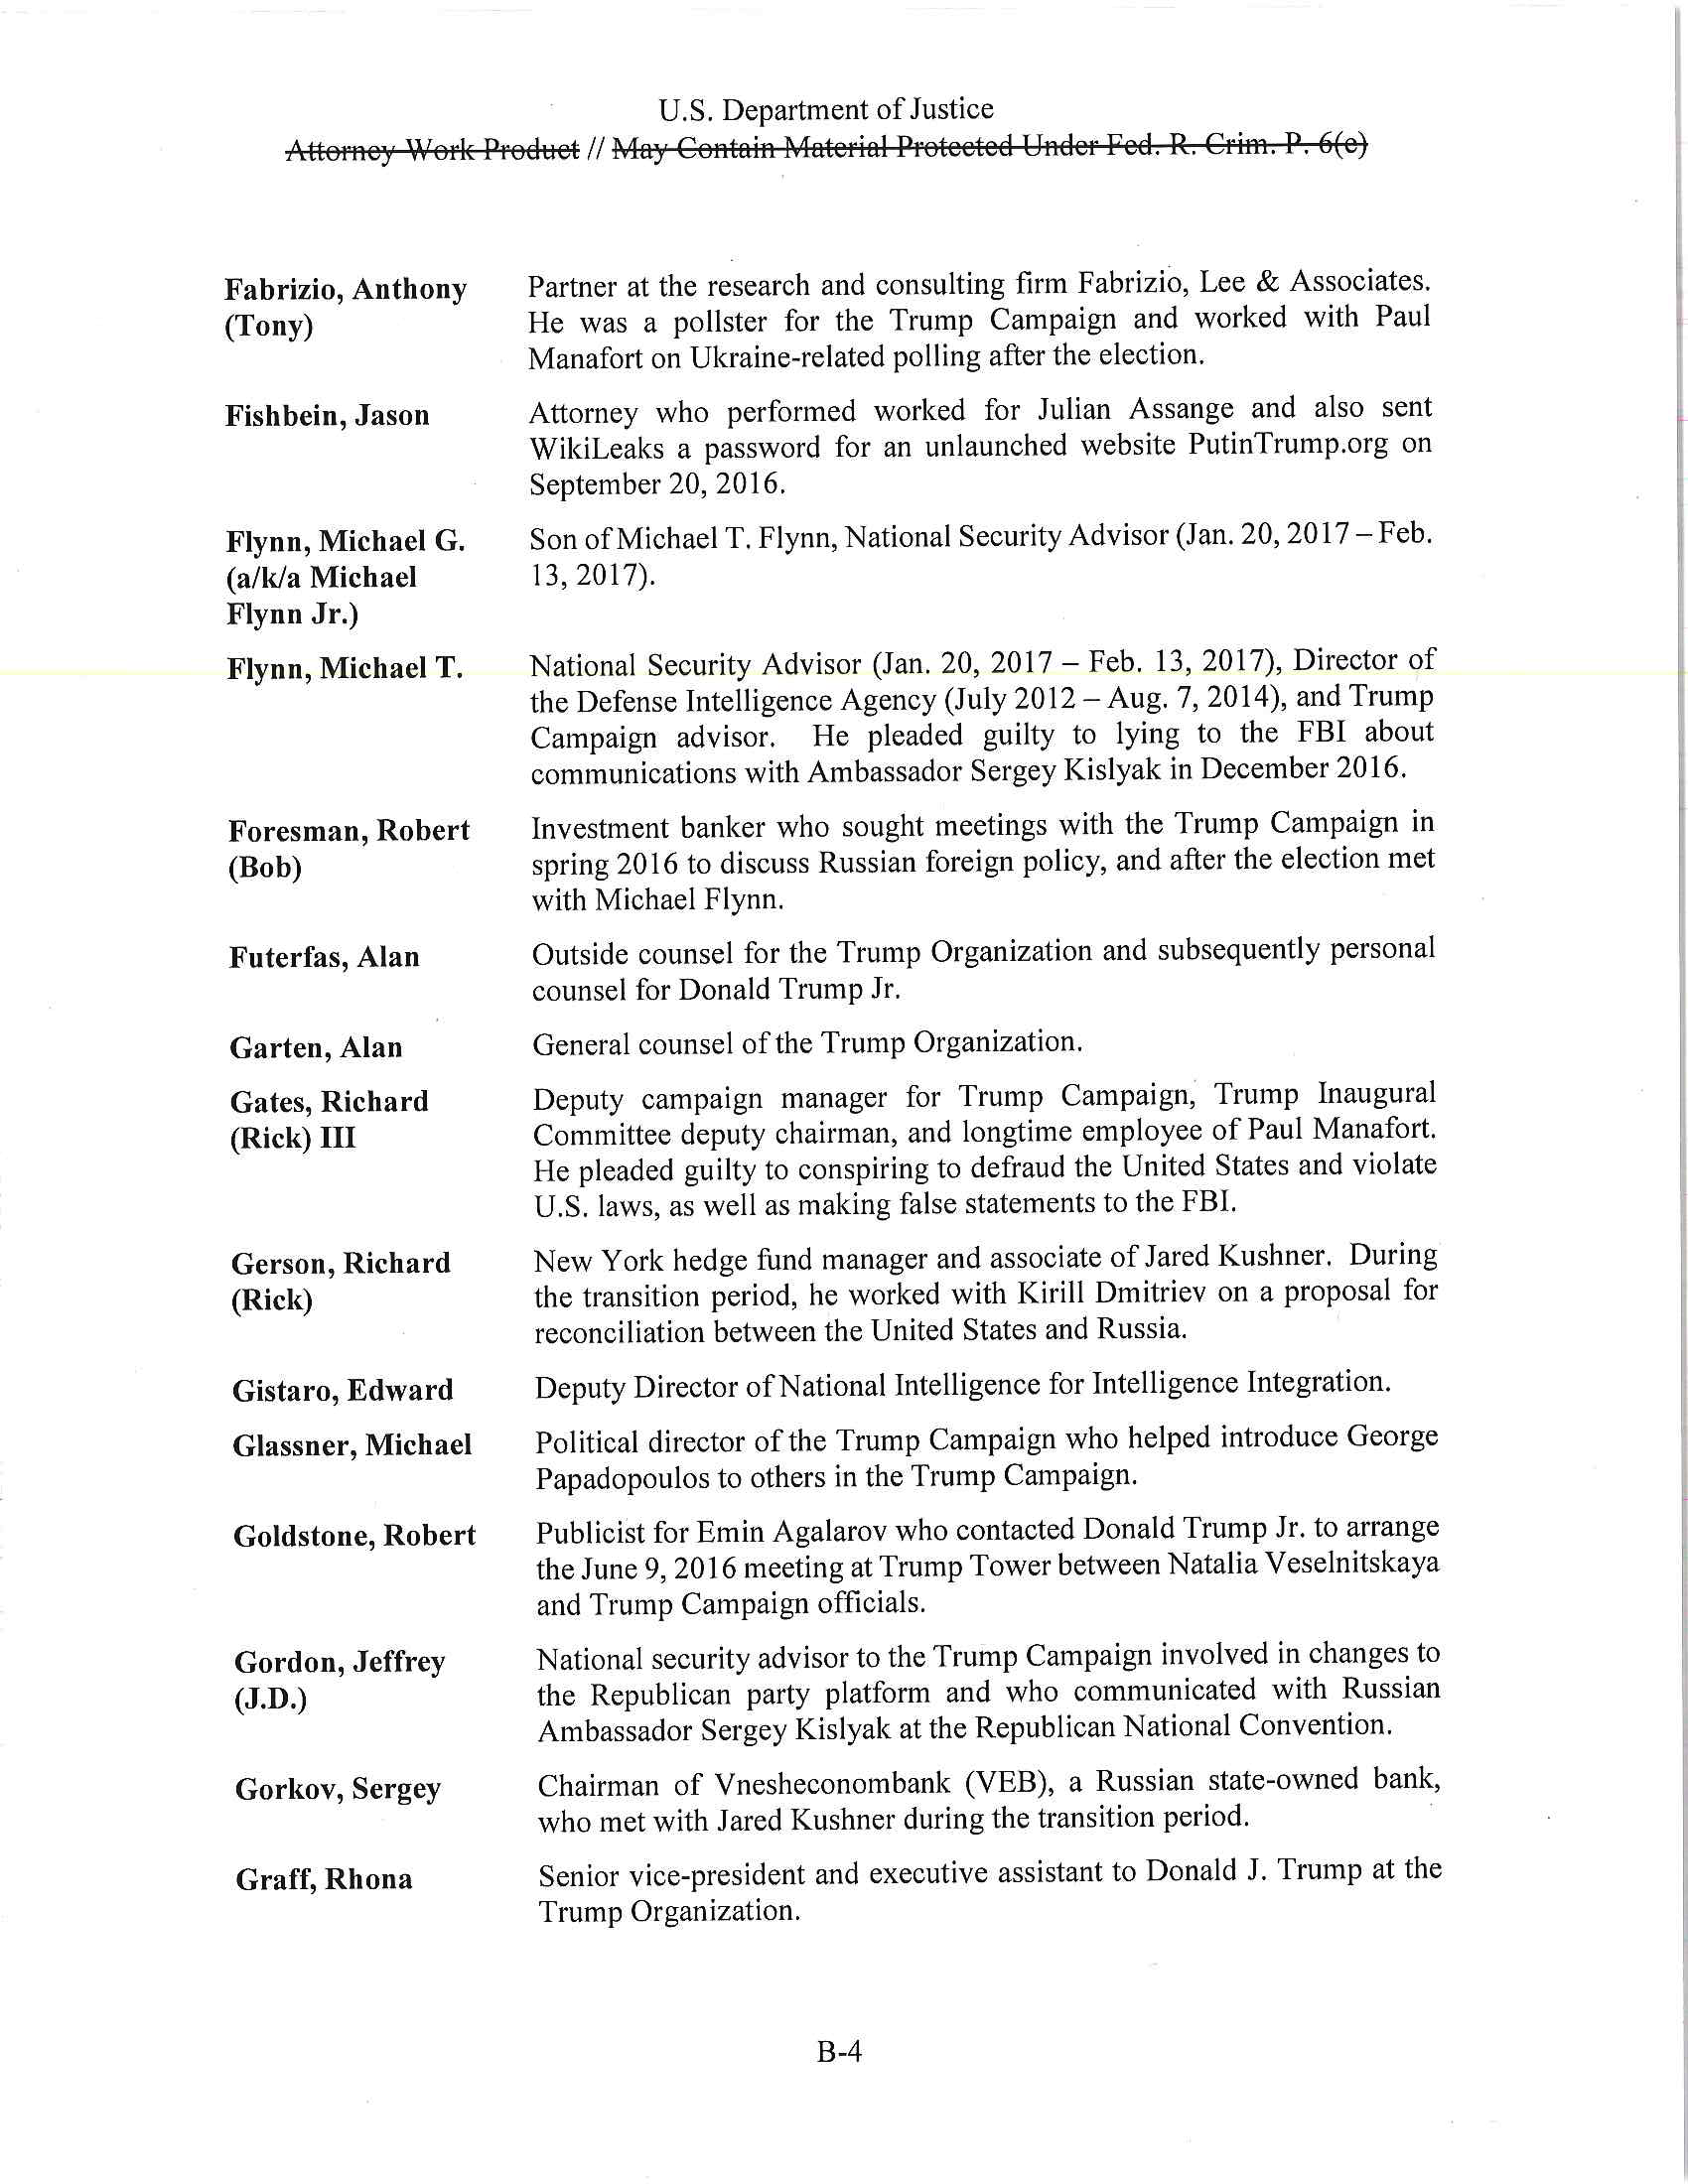 U.S. Department of Justice
Attorney Work Product // May Contain Material Protected Under Fed. R. Crim. P. 6(e)
Fabrizio, Anthony
(Tony)
Partner at the research and consulting firm Fabrizio, Lee & Associates.
He was a pollster for the Trump Campaign and worked with Paul
Manafort on Ukraine-related polling after the election.
Fishbein, Jason
Attorney who performed worked for Julian Assange and also sent
WikiLeaks a password for an unlaunched website PutinTrump.org on
September 20, 2016.
Flynn, Michael G.
(a/k/a Michael
Flynn Jr.)
Son of Michael T. Flynn, National Security Advisor (Jan. 20, 2017 – Feb.
13, 2017).
Flynn, Michael T.
National Security Advisor (Jan. 20, 2017 – Feb. 13, 2017), Director of
the Defense Intelligence Agency (July 2012 – Aug. 7, 2014), and Trump
Campaign advisor. He pleaded guilty to lying to the FBI about
communications with Ambassador Sergey Kislyak in December 2016.
Foresman, Robert
(Bob)
Investment banker who sought meetings with the Trump Campaign in
spring 2016 to discuss Russian foreign policy, and after the election met
with Michael Flynn.
Futerfas, Alan
Outside counsel for the Trump Organization and subsequently personal
counsel for Donald Trump Jr.
Garten, Alan
General counsel of the Trump Organization.
Gates, Richard
(Rick) III
Deputy campaign manager for Trump Campaign, Trump Inaugural
Committee deputy chairman, and longtime employee of Paul Manafort.
He pleaded guilty to conspiring to defraud the United States and violate
U.S. laws, as well as making false statements to the FBI.
Gerson, Richard
(Rick)
New York hedge fund manager and associate of Jared Kushner. During
the transition period, he worked with Kirill Dmitriev on a proposal for
reconciliation between the United States and Russia.
Gistaro, Edward
Deputy Director of National Intelligence for Intelligence Integration.
Glassner, Michael
Political director of the Trump Campaign who helped introduce George
Papadopoulos to others in the Trump Campaign.
Goldstone, Robert
Publicist for Emin Agalarov who contacted Donald Trump Jr. to arrange
the June 9, 2016 meeting at Trump Tower between Natalia Veselnitskaya
and Trump Campaign officials.
Gordon, Jeffrey
(J.D.)
National security advisor to the Trump Campaign involved in changes to
the Republican party platform and who communicated with Russian
Ambassador Sergey Kislyak at the Republican National Convention.
Gorkov, Sergey
Chairman of Vnesheconombank (VEB), a Russian state-owned bank,
who met with Jared Kushner during the transition period.
Graff, Rhona
Senior vice-president and executive assistant to Donald J. Trump at the
Trump Organization.
B-4